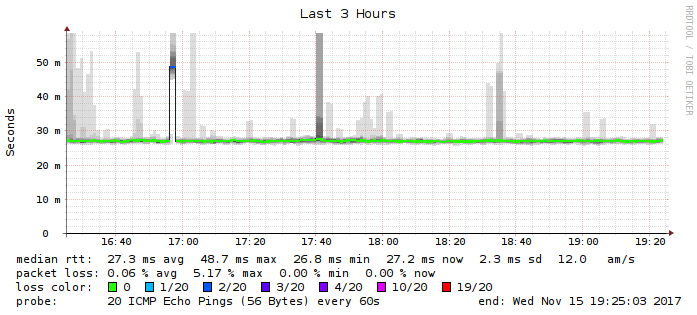 Last 3 Hours
RRDTOOL / TOBI OETIKER
Seconds
50 m
40 m
30 m
20 m
10 m
0
16:40 17:00 17:20 17:40 18:00 18:20 18:40 19:00 19:20
median rtt: 27.3 ms avg 48.7 ms max 26.8 ms min 27.2 ms now 2.3 ms sd 12.0 am/s
packet loss: 0.06 % avg 5.17 % max 0.00 % min 0.00 % now
loss color: 0 1/20 2/20 3/20 4/20 10/20 19/20
probe: 20 ICMP Echo Pings (56 Bytes) every 60s end: Wed Nov 15 19:25:03 2017